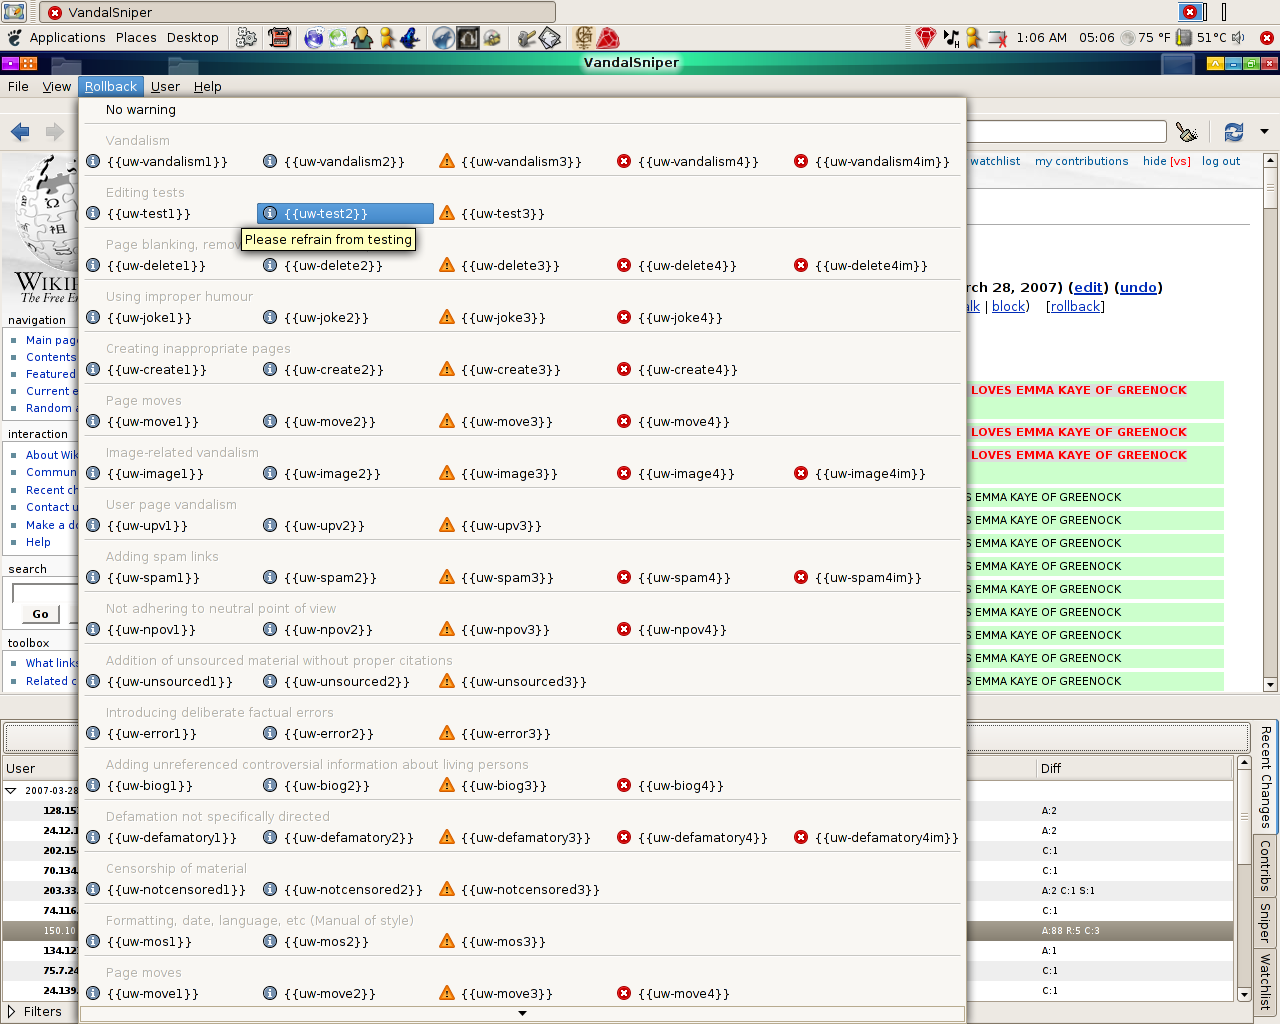 VandalSniper
Applications Places Desktop
1:06 AM 05:06 75 °F 51°C
VandalSniper
File View Rollback User Help
No warning
Vandalism
{{uw-vandalism1}} {{uw-vandalism2}} {{uw-vandalism3}} {{uw-vandalism4}} {{uw-vandalism4im}}
Editing tests
{{uw-test1}} {{uw-test2}} {{uw-test3}}
Please refrain from testing
Page blanking, remov
{{uw-delete1}} {{uw-delete2}} {{uw-delete3}} {{uw-delete4}} {{uw-delete4im}}
Using improper humour
{{uw-joke1}} {{uw-joke2}} {{uw-joke3}} {{uw-joke4}}
Creating inappropriate pages
{{uw-create1}} {{uw-create2}} {{uw-create3}} {{uw-create4}}
Page moves
{{uw-move1}} {{uw-move2}} {{uw-move3}} {{uw-move4}}
Image-related vandalism
{{uw-image1}} {{uw-image2}} {{uw-image3}} {{uw-image4}} {{uw-image4im}}
User page vandalism
{{uw-upv1}} {{uw-upv2}} {{uw-upv3}}
Adding spam links
{{uw-spam1}} {{uw-spam2}} {{uw-spam3}} {{uw-spam4}} {{uw-spam4im}}
Not adhering to neutral point of view
{{uw-npov1}} {{uw-npov2}} {{uw-npov3}} {{uw-npov4}}
Addition of unsourced material without proper citations
{{uw-unsourced1}} {{uw-unsourced2}} {{uw-unsourced3}}
Introducing deliberate factual errors
{{uw-error1}} {{uw-error2}} {{uw-error3}}
Adding unreferenced controversial information about living persons
{{uw-biog1}} {{uw-biog2}} {{uw-biog3}} {{uw-biog4}}
Defamation not specifically directed
{{uw-defamatory1}} {{uw-defamatory2}} {{uw-defamatory3}} {{uw-defamatory4}} {{uw-defamatory4im}}
Censorship of material
{{uw-notcensored1}} {{uw-notcensored2}} {{uw-notcensored3}}
Formatting, date, language, etc (Manual of style)
{{uw-mos1}} {{uw-mos2}} {{uw-mos3}}
Page moves
{{uw-move1}} {{uw-move2}} {{uw-move3}} {{uw-move4}}
WIKIP
The Free E
navigation
Main pag
Contents
Featured
Current e
Random a
interaction
About Wik
Commun
Recent ch
Contact u
Make a do
Help
search
Go
toolbox
What links
Related c
watchlist my contributions hide [vs] log out
rch 28, 2007) (edit) (undo)
alk | block) [rollback]
LOVES EMMA KAYE OF GREENOCK
LOVES EMMA KAYE OF GREENOCK
LOVES EMMA KAYE OF GREENOCK
S EMMA KAYE OF GREENOCK
S EMMA KAYE OF GREENOCK
S EMMA KAYE OF GREENOCK
S EMMA KAYE OF GREENOCK
S EMMA KAYE OF GREENOCK
S EMMA KAYE OF GREENOCK
S EMMA KAYE OF GREENOCK
S EMMA KAYE OF GREENOCK
S EMMA KAYE OF GREENOCK
User Diff
2007-03-28
128.15 A:2
24.12.1 A:2
202.154 C:1
70.134. C:1
203.33. A:2 C:1 S:1
74.116. C:1
150.10 A:88 R:5 C:3
134.12 A:1
75.7.24 C:1
24.139. C:1
Filters
Recent Changes
Contribs
Sniper
Watchlist